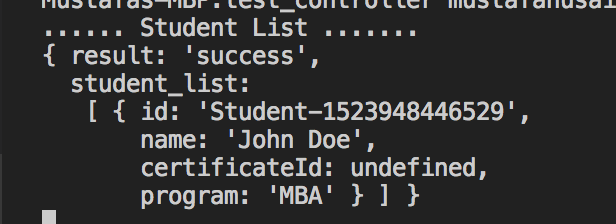 Mustafas-MBP:test_controller mustafahusai
...... Student List .......
{ result: 'success',
student_list:
[ { id: 'Student-1523948446529',
name: 'John Doe',
certificateId: undefined,
program: 'MBA' } ] }